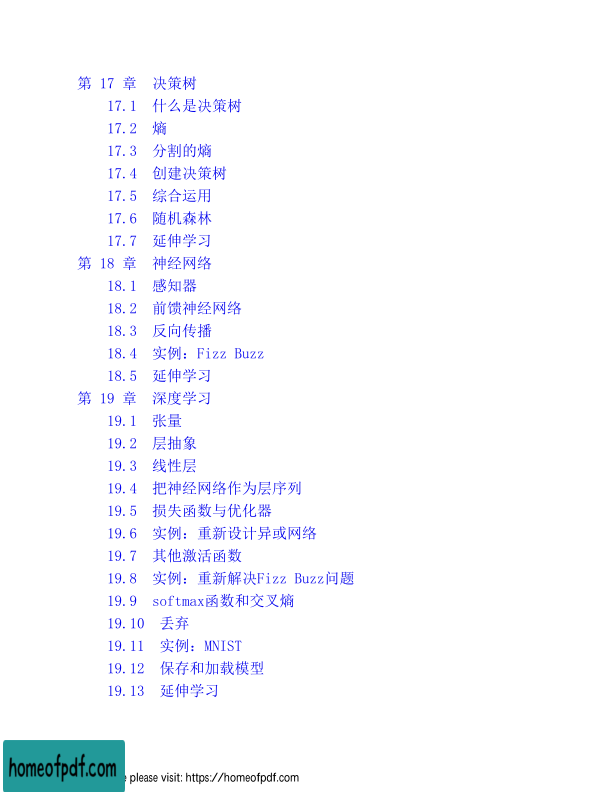 第 17 章 决策树
17.1 什么是决策树
17.2 熵
17.3 分割的熵
17.4 创建决策树
17.5 综合运用
17.6 随机森林
17.7 延伸学习
第 18 章 神经网络
18.1 感知器
18.2 前馈神经网络
18.3 反向传播
18.4 实例：Fizz Buzz
18.5 延伸学习
第 19 章 深度学习
19.1 张量
19.2 层抽象
19.3 线性层
19.4 把神经网络作为层序列
19.5 损失函数与优化器
19.6 实例：重新设计异或网络
19.7 其他激活函数
19.8 实例：重新解决Fizz Buzz问题
19.9 softmax函数和交叉熵
19.10 丢弃
19.11 实例：MNIST
19.12 保存和加载模型
19.13 延伸学习
homeofpdf.com
please visit: https://homeofpdf.com